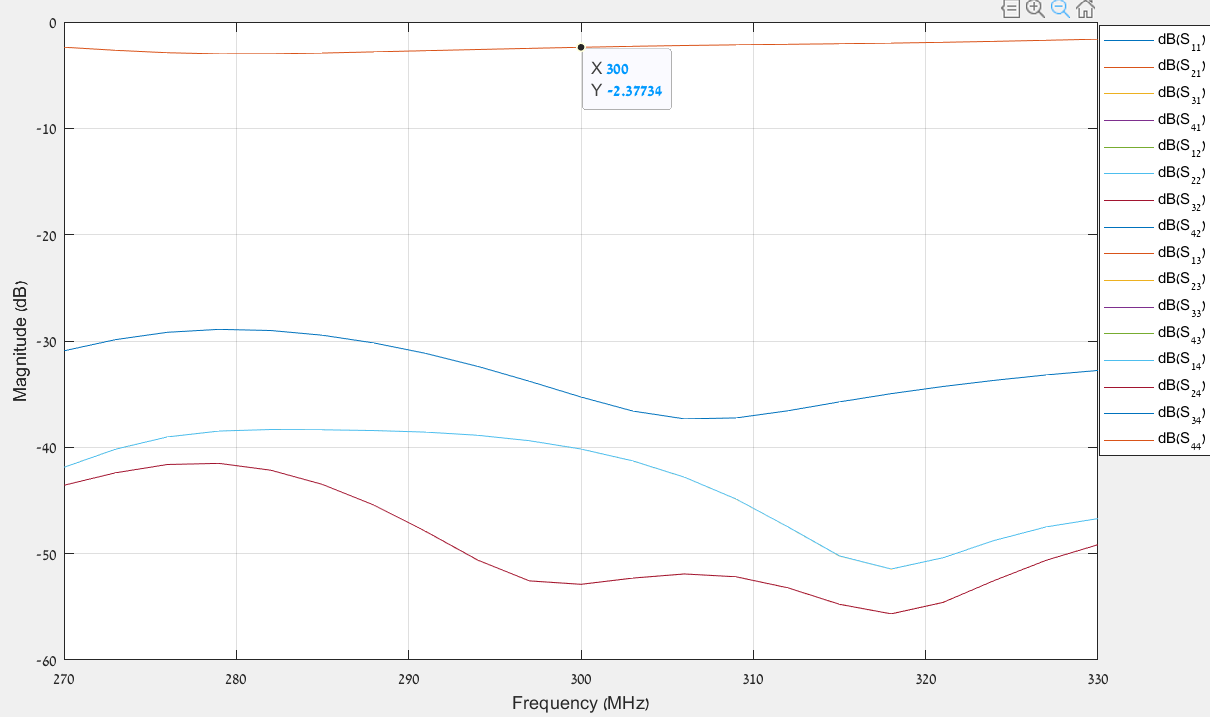 0
-10
-20
-30
-40
-50
-60
270
280
290
300
310
320
330
Magnitude (dB)
Frequency (MHz)
X 300
Y -2.37734
dB(S11)
dB(S21)
dB(S31)
dB(S41)
dB(S12)
dB(S22)
dB(S32)
dB(S42)
dB(S13)
dB(S23)
dB(S33)
dB(S43)
dB(S14)
dB(S24)
dB(S34)
dB(S44)